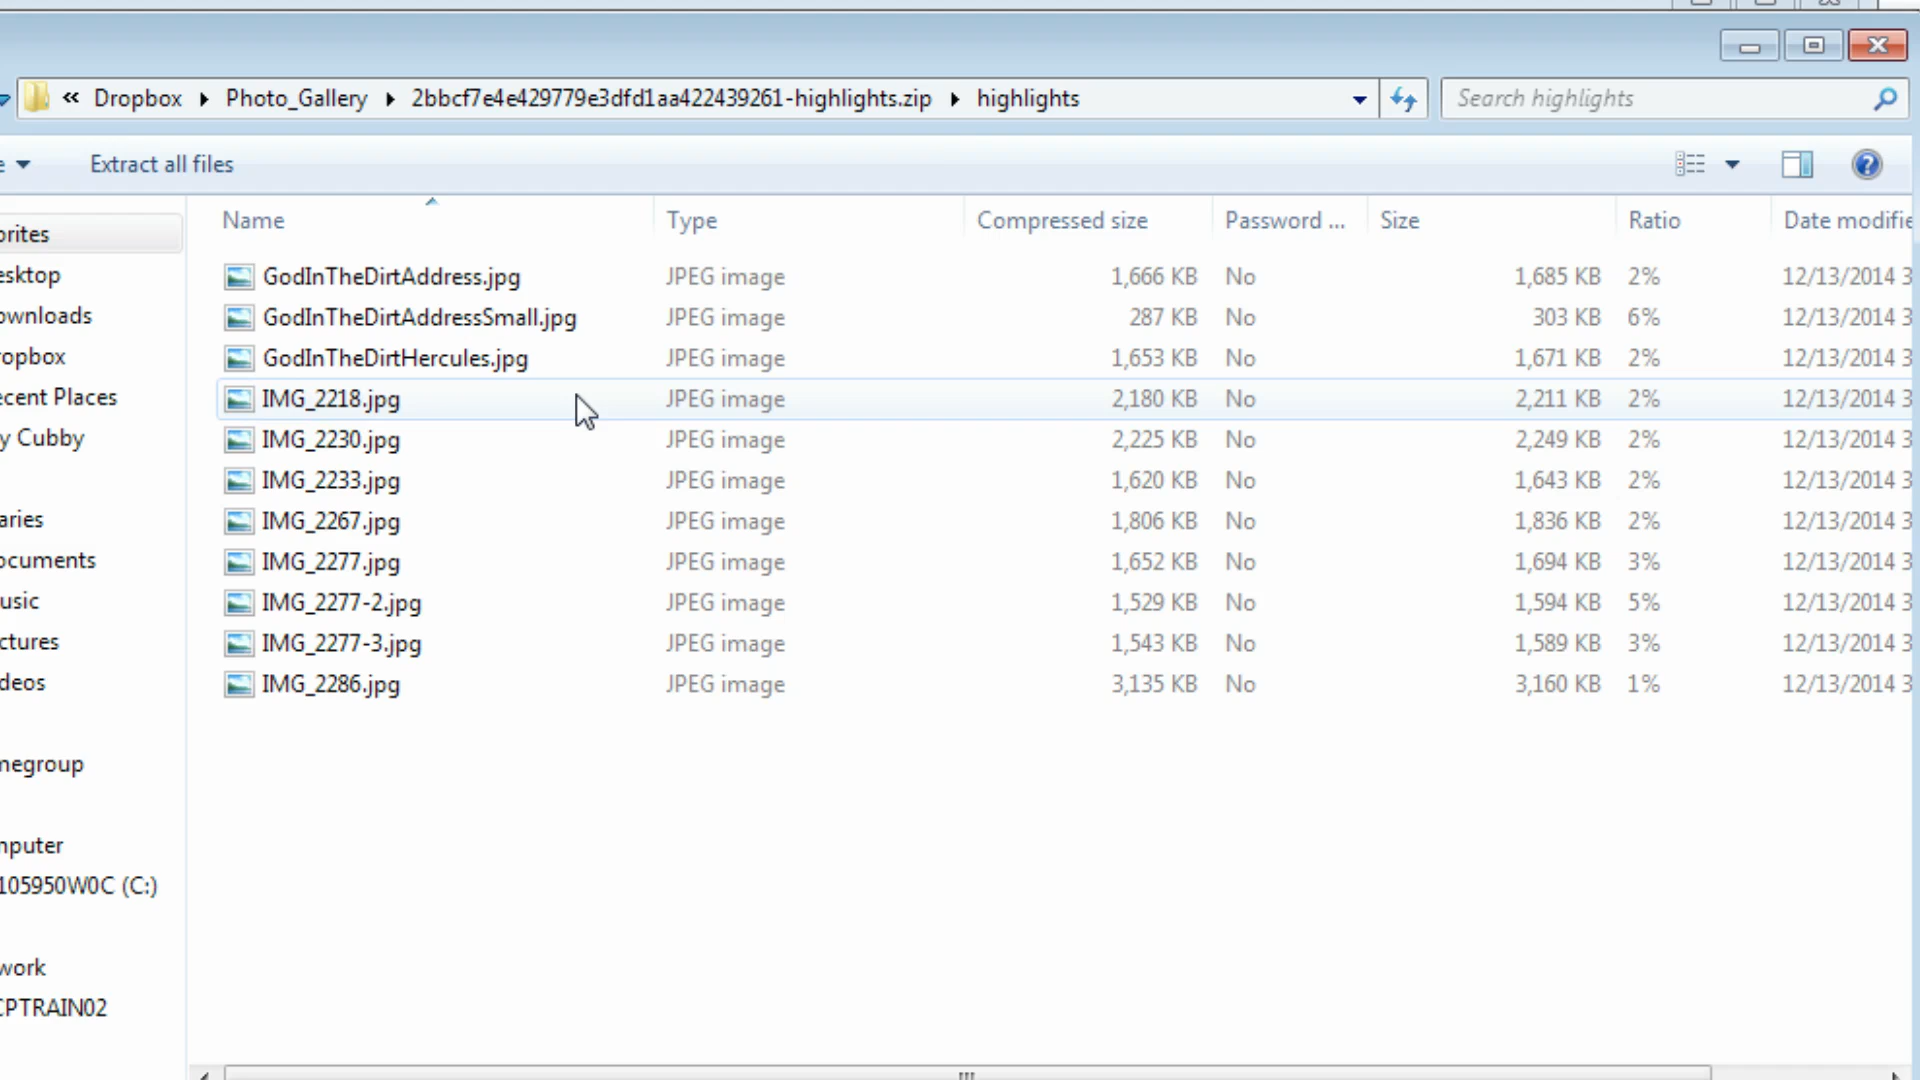 « Dropbox Photo_Gallery 2bbcf7e4e429779e3dfd1aa422439261-highlights.zip highlights Search highlights
e Extract all files
Name Type Compressed size Password ... Size Ratio Date modifie
orites
esktop
ownloads
ropbox
ecent Places
y Cubby
aries
ocuments
usic
ctures
deos
megroup
mputer
105950W0C (C:)
work
CPTRAIN02
GodInTheDirtAddress.jpg JPEG image 1,666 KB No 1,685 KB 2% 12/13/2014 3
GodInTheDirtAddressSmall.jpg JPEG image 287 KB No 303 KB 6% 12/13/2014 3
GodInTheDirtHercules.jpg JPEG image 1,653 KB No 1,671 KB 2% 12/13/2014 3
IMG_2218.jpg JPEG image 2,180 KB No 2,211 KB 2% 12/13/2014 3
IMG_2230.jpg JPEG image 2,225 KB No 2,249 KB 2% 12/13/2014 3
IMG_2233.jpg JPEG image 1,620 KB No 1,643 KB 2% 12/13/2014 3
IMG_2267.jpg JPEG image 1,806 KB No 1,836 KB 2% 12/13/2014 3
IMG_2277.jpg JPEG image 1,652 KB No 1,694 KB 3% 12/13/2014 3
IMG_2277-2.jpg JPEG image 1,529 KB No 1,594 KB 5% 12/13/2014 3
IMG_2277-3.jpg JPEG image 1,543 KB No 1,589 KB 3% 12/13/2014 3
IMG_2286.jpg JPEG image 3,135 KB No 3,160 KB 1% 12/13/2014 3